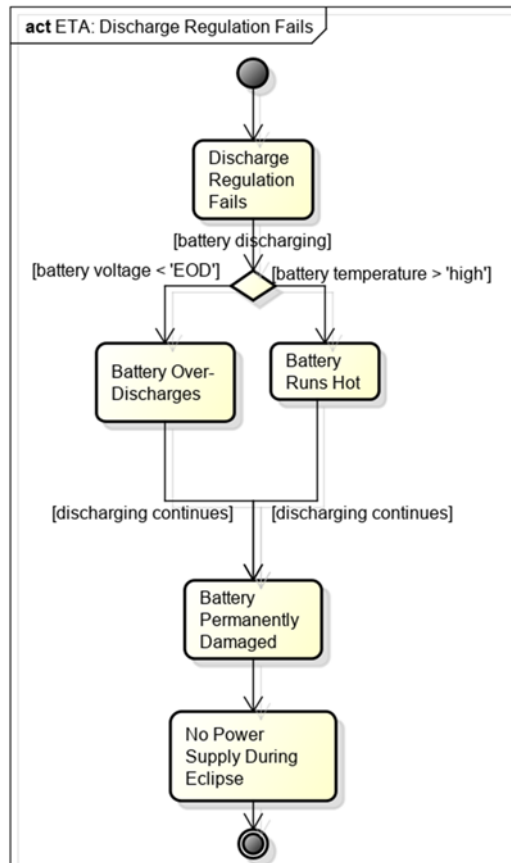 act ETA: Discharge Regulation Fails
Discharge
Regulation
Fails
[battery discharging]
[battery voltage < 'EOD']
[battery temperature > 'high']
Battery Over-
Discharges
Battery
Runs Hot
[discharging continues]
[discharging continues]
Battery
Permanently
Damaged
No Power
Supply During
Eclipse